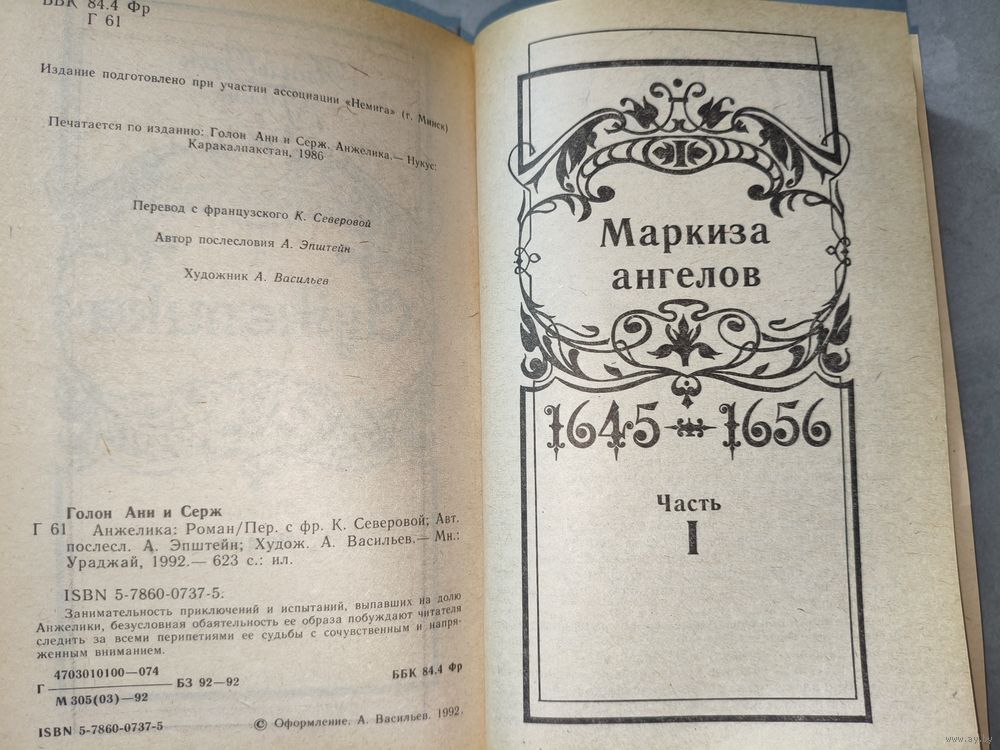 ББК 84.4 Фр
Г 61
Издание подготовлено при участии ассоциации «Немига» (г. Минск)
Печатается по изданию: Голон Анн и Серж. Анжелика.— Нукус:
Каракалпакстан, 1986
Перевод с французского К. Северовой
Автор послесловия А. Эпштейн
Художник А. Васильев
Голон Анн и Серж
Г 61 Анжелика: Роман/Пер. с фр. К. Северовой; Авт.
послесл. А. Эпштейн; Худож. А. Васильев.— Мн.:
Ураджай, 1992.— 623 с.: ил.
ISBN 5-7860-0737-5.
Занимательность приключений и испытаний, выпавших на долю
Анжелики, безусловная обаятельность ее образа побуждают читателя
следить за всеми перипетиями ее судьбы с сочувственным и напря-
женным вниманием.
4703010100—074
Г ——— БЗ 92—92
М 305(03)—92
ББК 84.4 Фр
ISBN 5-7860-0737-5
© Оформление. А. Васильев. 1992.
I
Маркиза
ангелов
1645-1656
Часть
I
www.ay.by